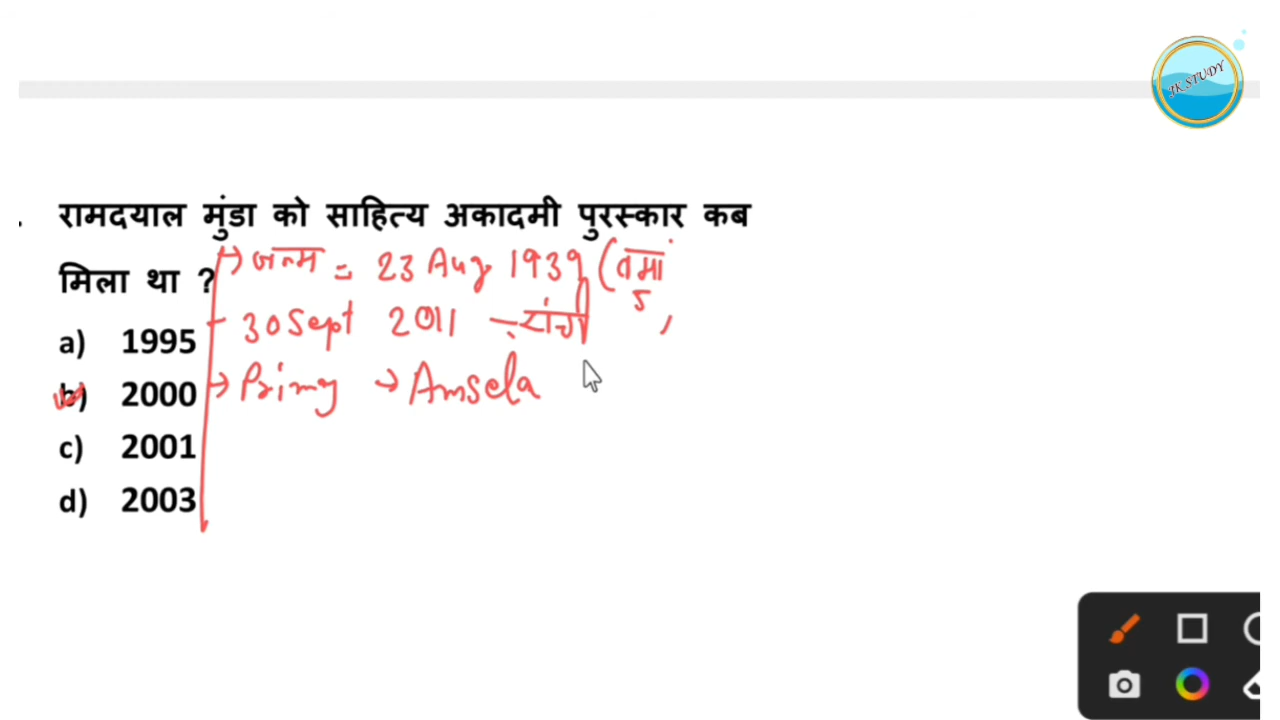 JK STUDY
. रामदयाल मुंडा को साहित्य अकादमी पुरस्कार कब
मिला था ?
→ जन्म = 23 Aug 1939 (तमाड़,
- 30 Sept 2011 - रांची
→ Primy → Amsela
a) 1995
b) 2000
c) 2001
d) 2003